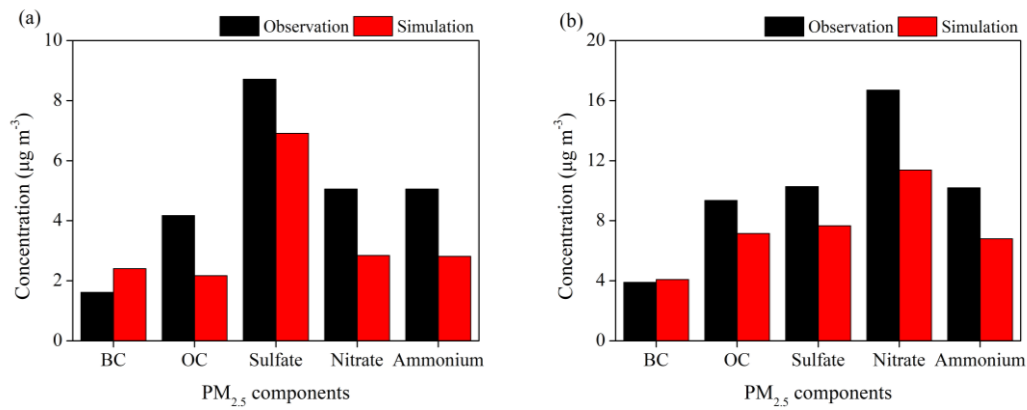 (a)
Observation Simulation
10
8
6
4
2
0
Concentration (μg m⁻³)
BC OC Sulfate Nitrate Ammonium
PM₂.₅ components
(b)
Observation Simulation
20
16
12
8
4
0
Concentration (μg m⁻³)
BC OC Sulfate Nitrate Ammonium
PM₂.₅ components